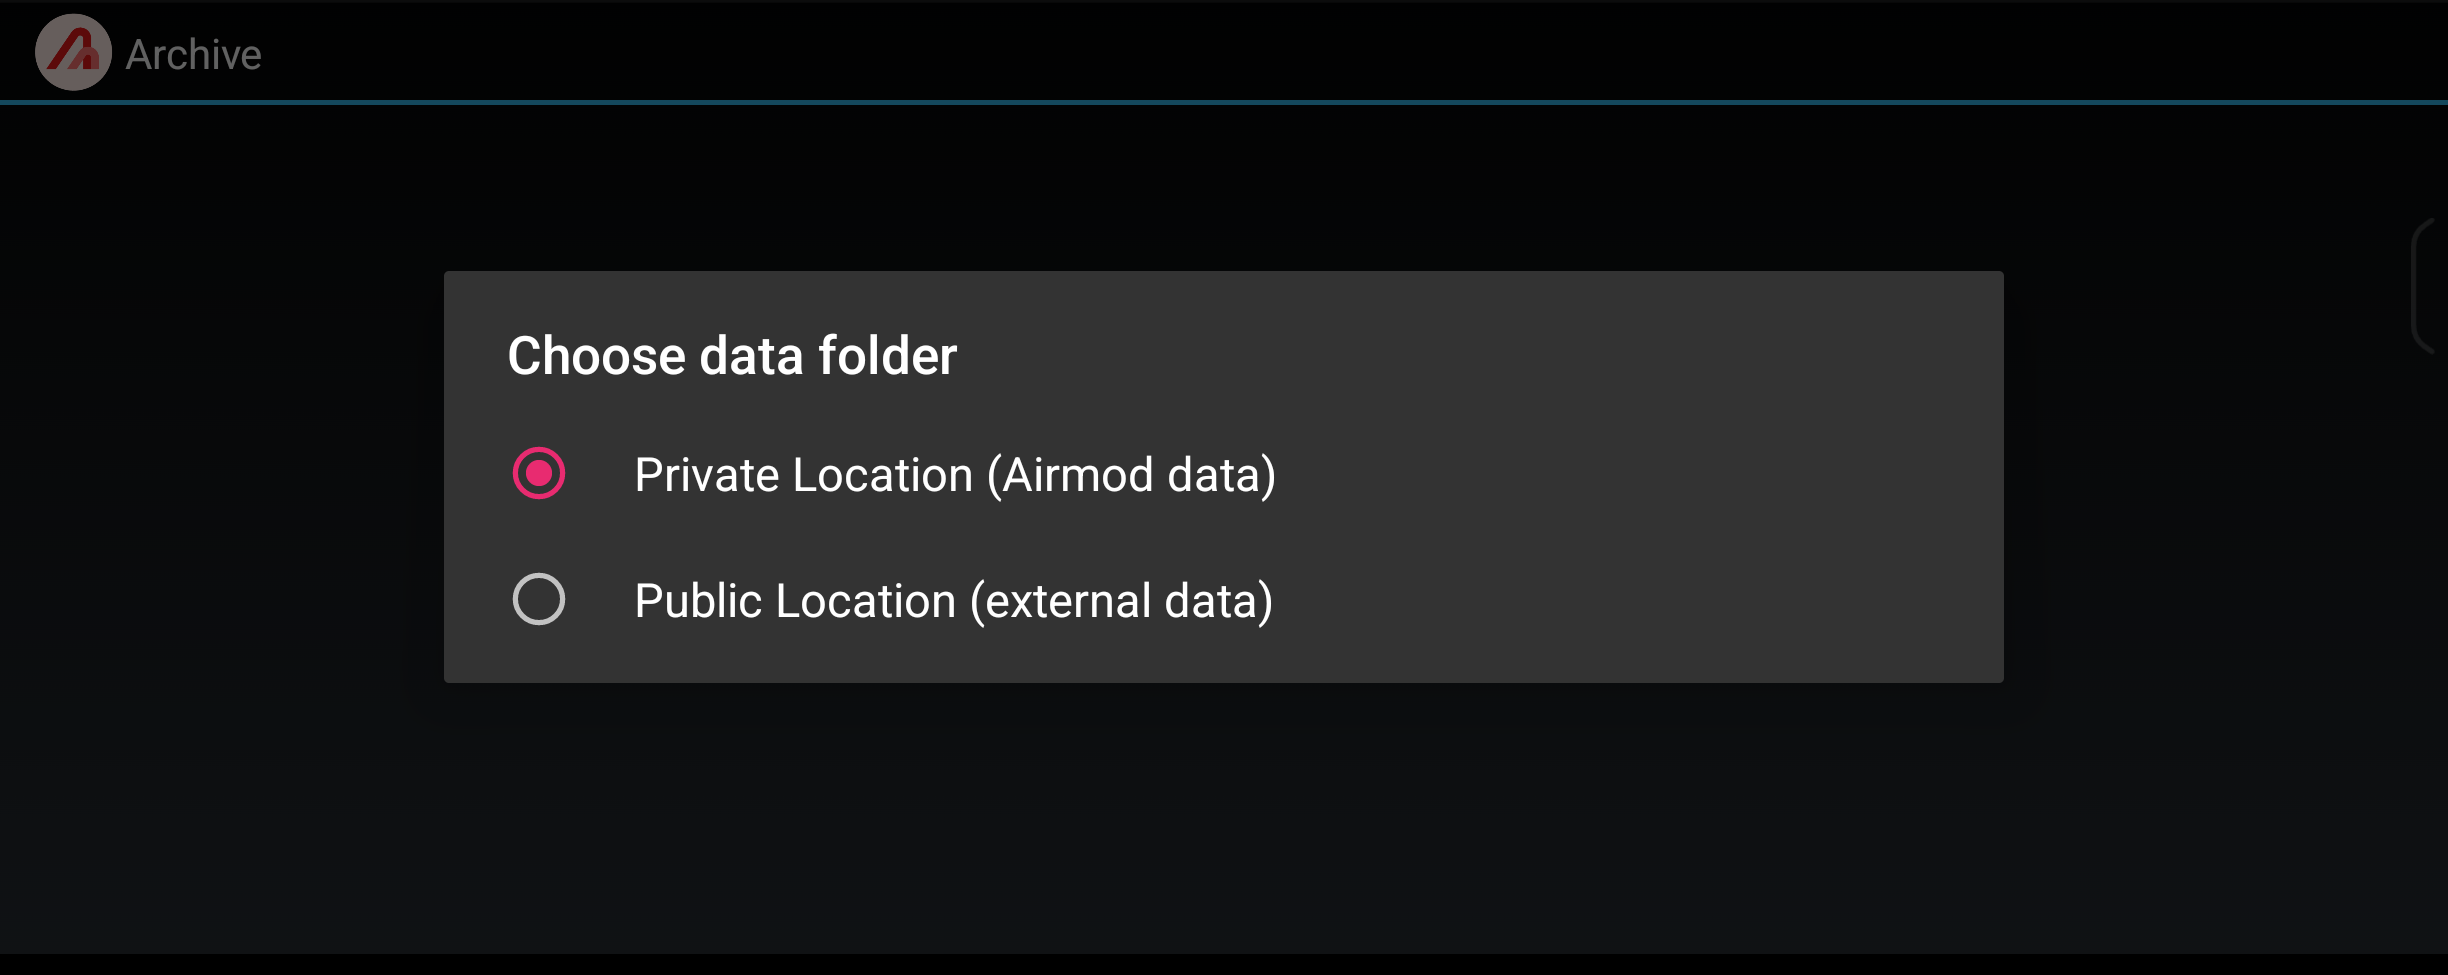 Archive
Choose data folder
Private Location (Airmod data)
Public Location (external data)